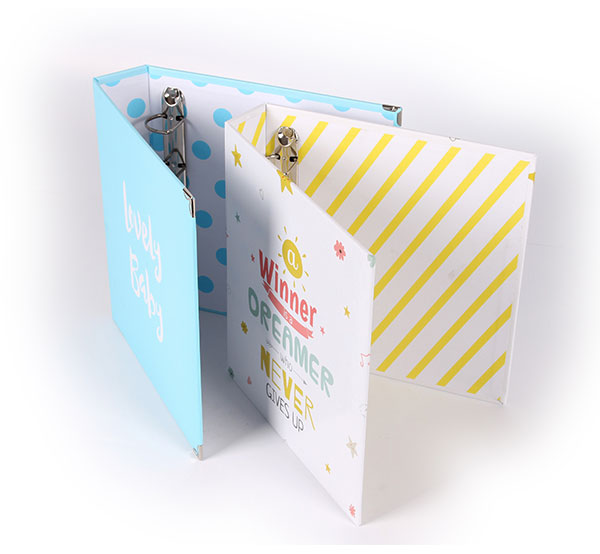 Lovely
Baby
a
Winner
is a
DREAMER
WHO
NEVER
GIVES UP